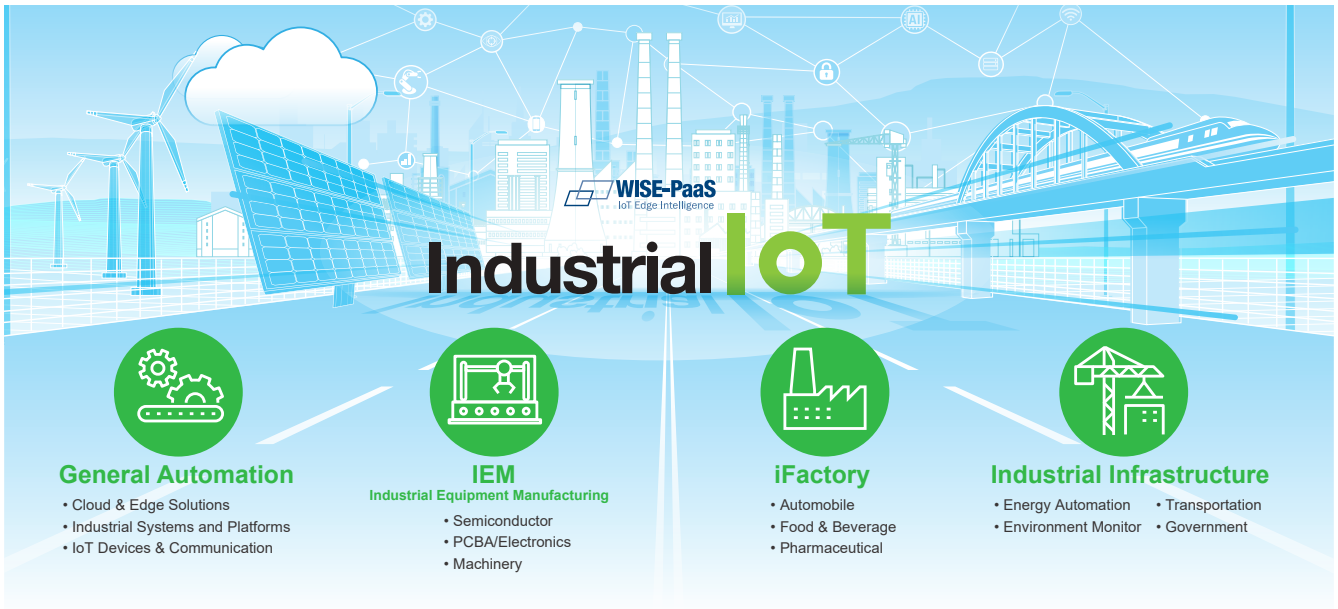 WISE-PaaS
IoT Edge Intelligence
Industrial IoT
General Automation
• Cloud & Edge Solutions
• Industrial Systems and Platforms
• IoT Devices & Communication
IEM
Industrial Equipment Manufacturing
• Semiconductor
• PCBA/Electronics
• Machinery
iFactory
• Automobile
• Food & Beverage
• Pharmaceutical
Industrial Infrastructure
• Energy Automation
• Environment Monitor
• Transportation
• Government
AI